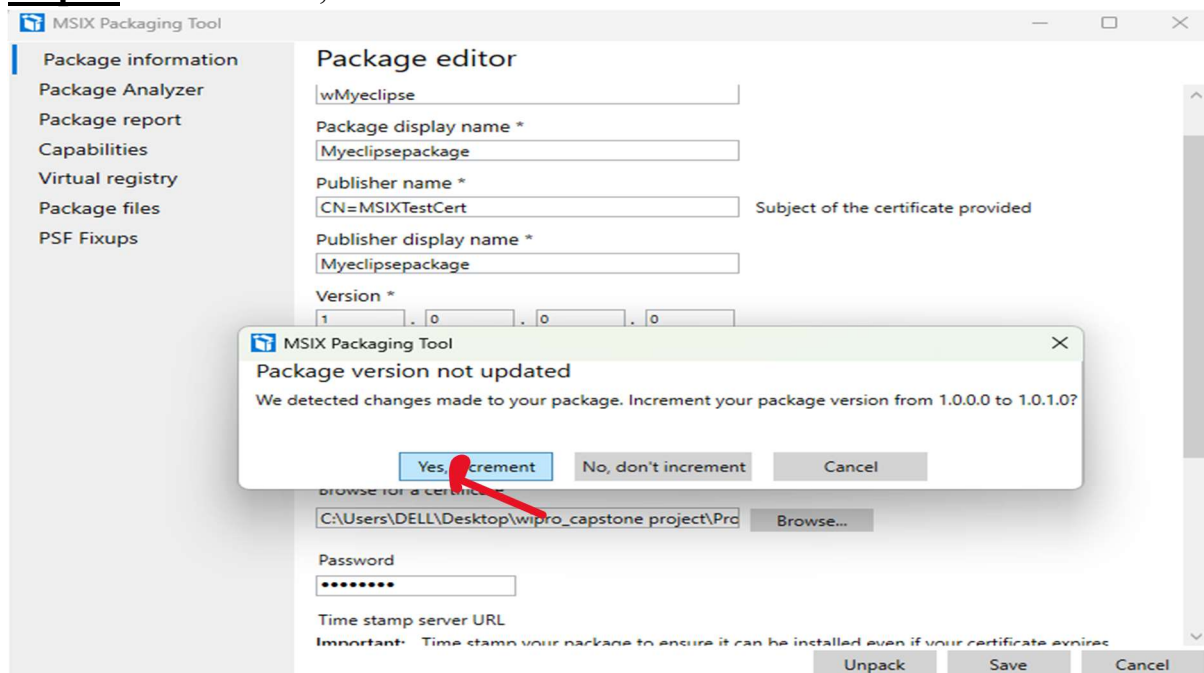 MSIX Packaging Tool
Package information
Package Analyzer
Package report
Capabilities
Virtual registry
Package files
PSF Fixups
Package editor
wMyeclipse
Package display name *
Myeclipsepackage
Publisher name *
CN=MSIXTestCert Subject of the certificate provided
Publisher display name *
Myeclipsepackage
Version *
1 . 0 . 0 . 0
MSIX Packaging Tool
Package version not updated
We detected changes made to your package. Increment your package version from 1.0.0.0 to 1.0.1.0?
Yes, increment No, don't increment Cancel
Browse for a certificate
C:\Users\DELL\Desktop\wipro_capstone project\Pro Browse...
Password
••••••••
Time stamp server URL
Important: Time stamp your package to ensure it can be installed even if your certificate expires
Unpack Save Cancel